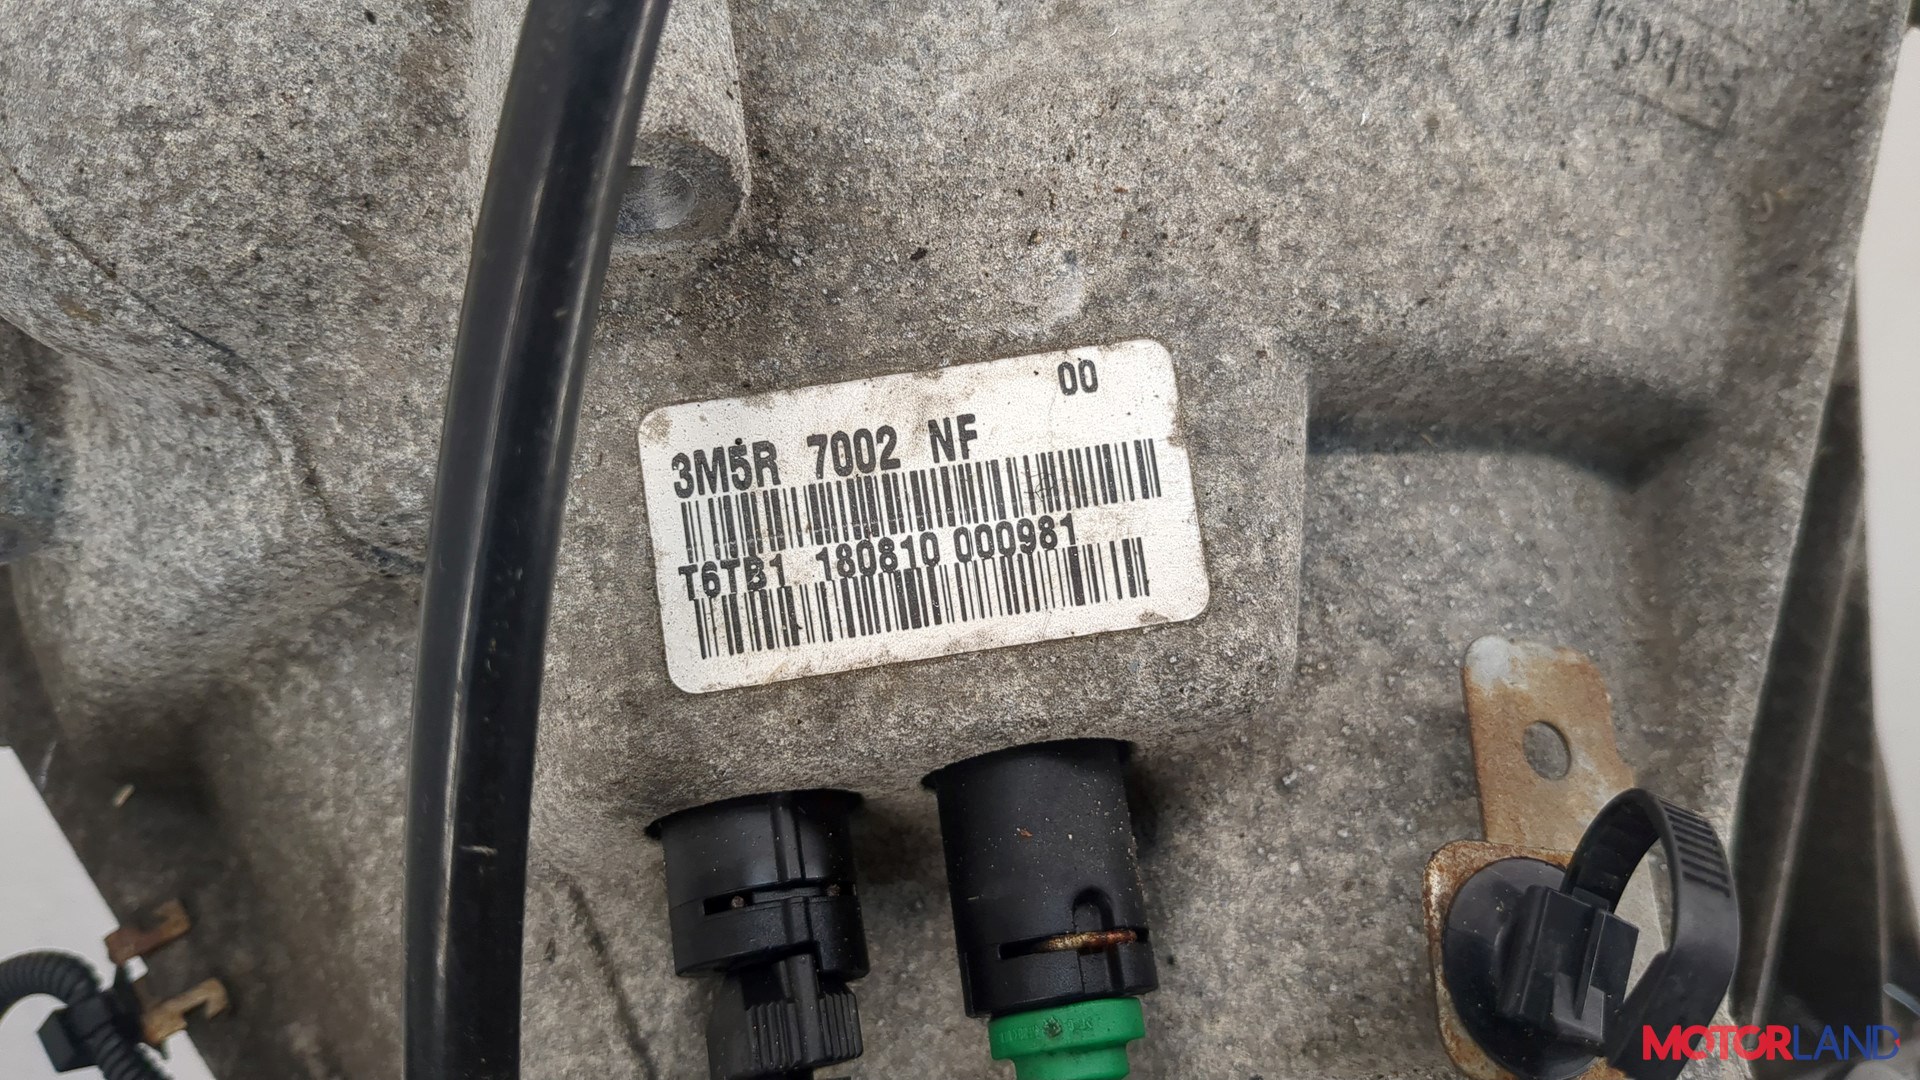 00
3M5R 7002 NF
T6TB1 180810 000981
MOTORLAND